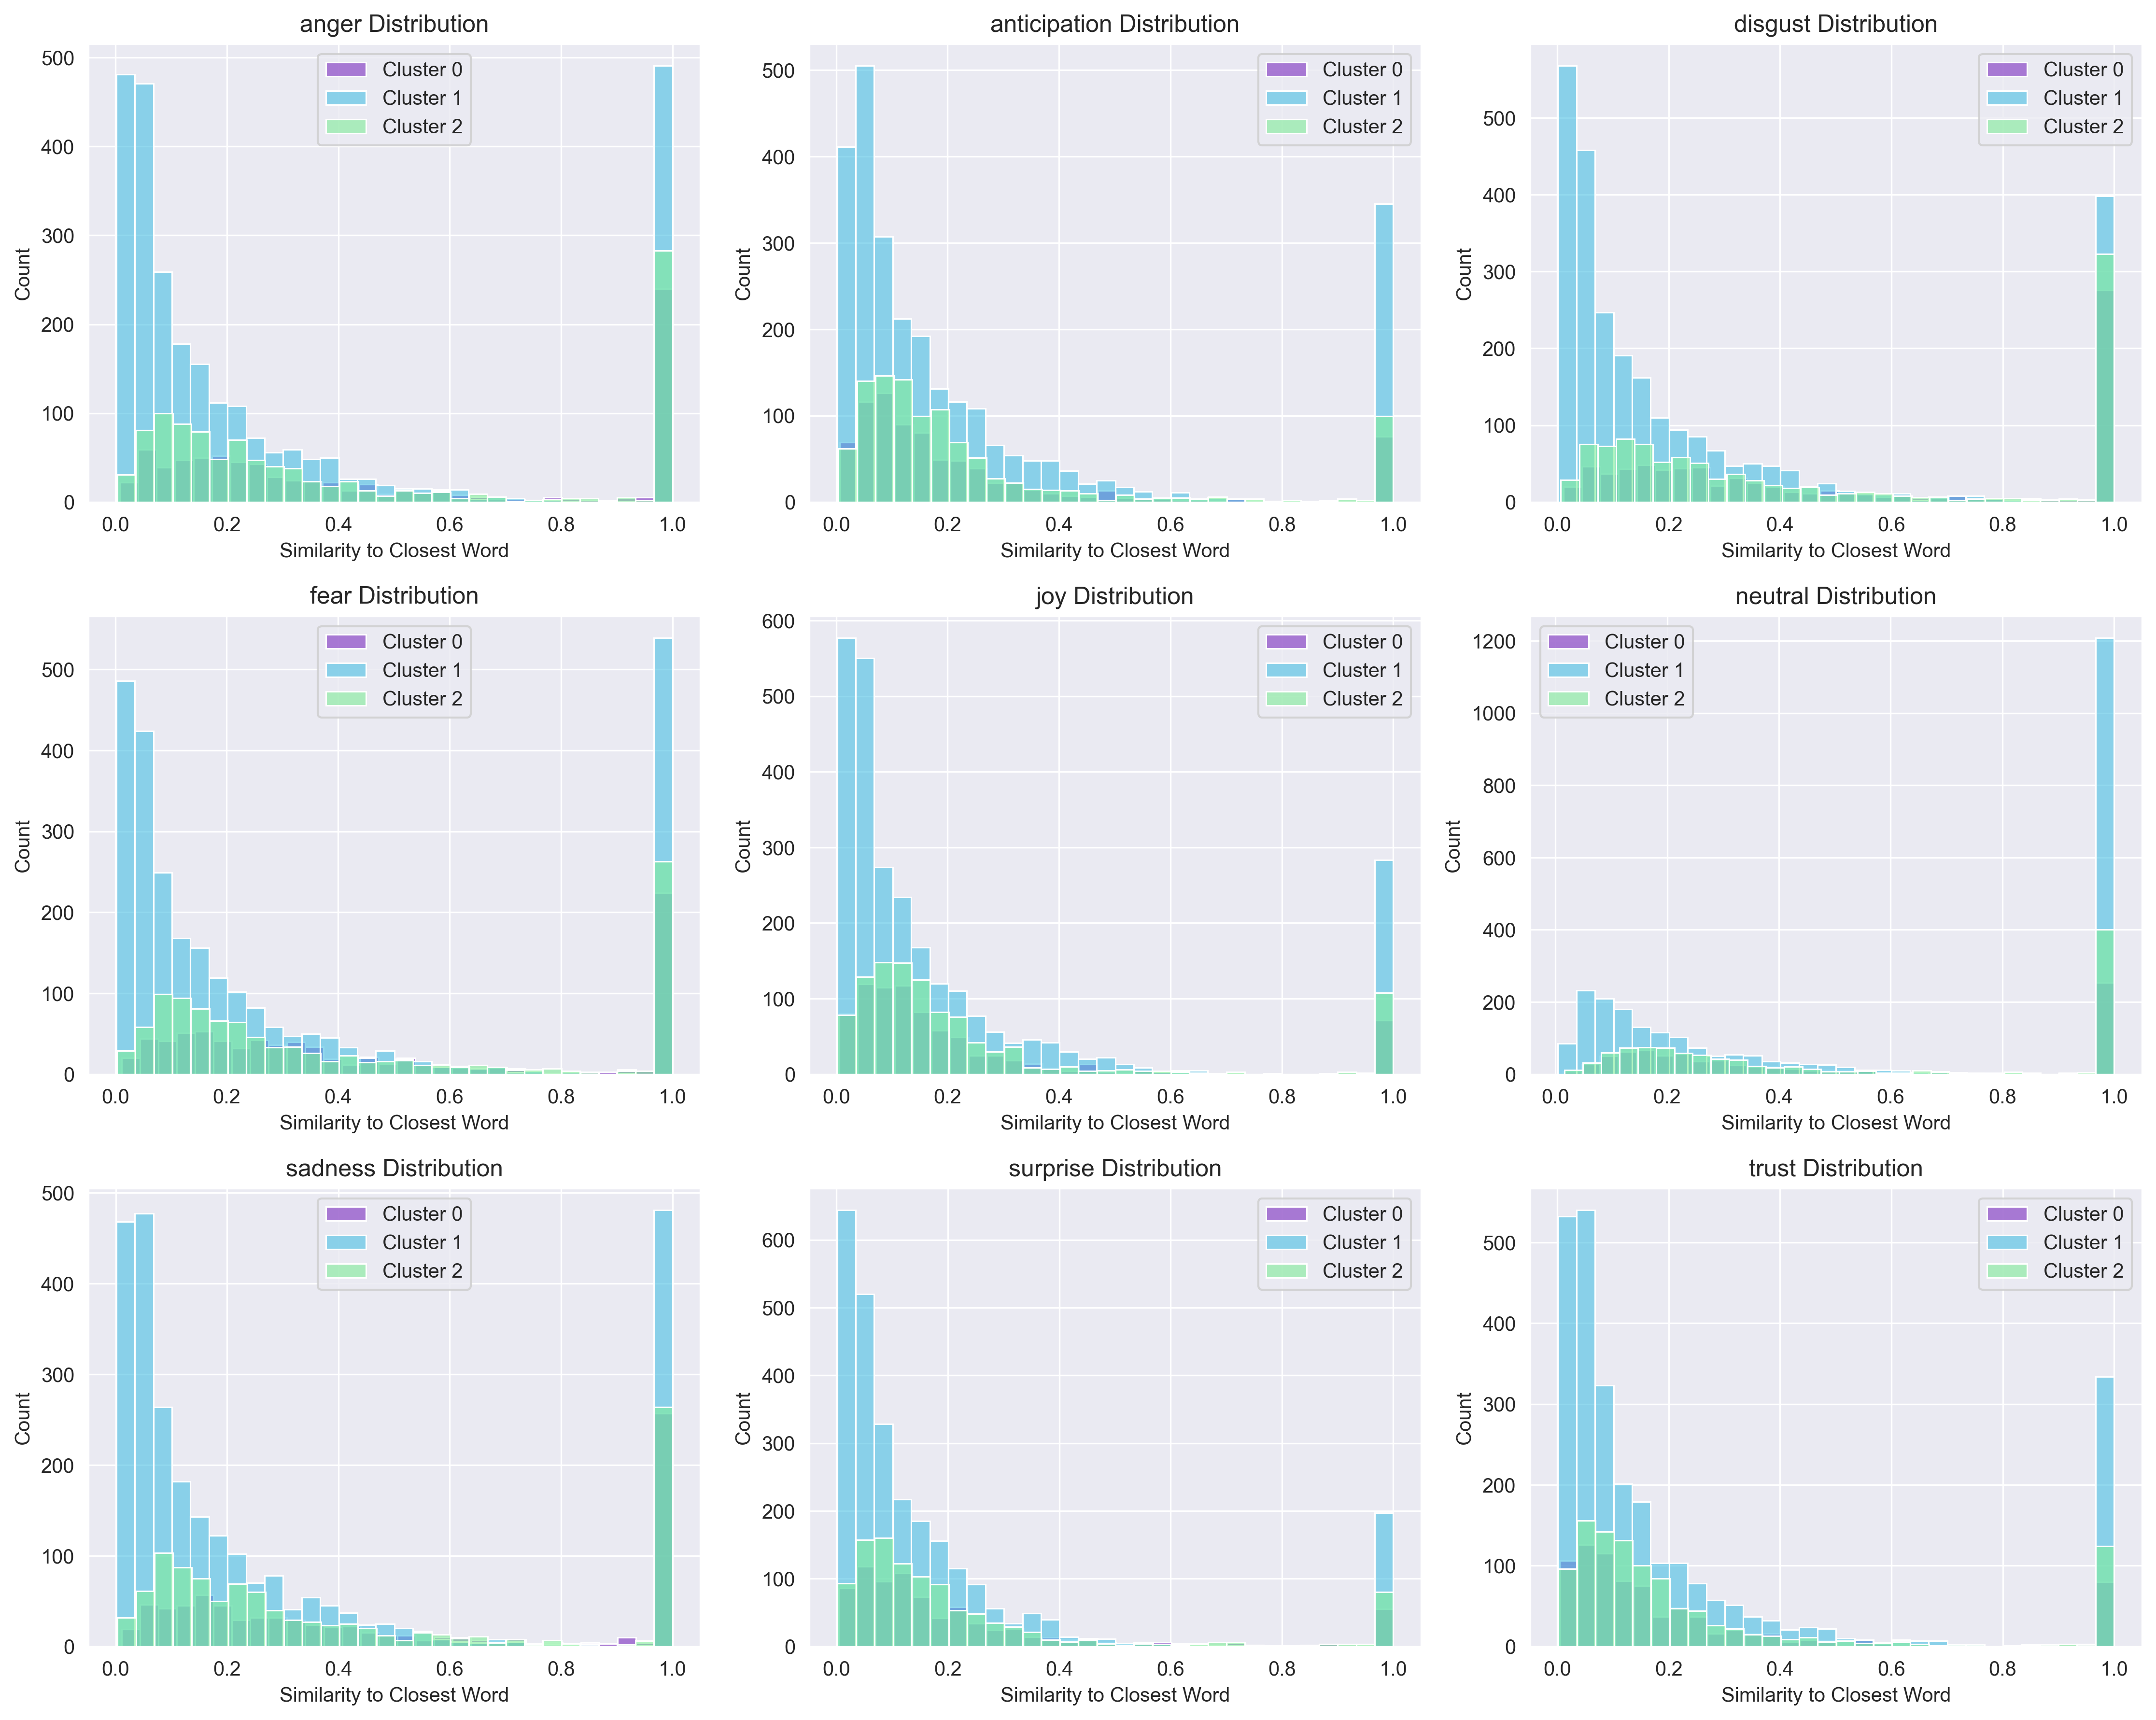 anger Distribution
Cluster 0
Cluster 1
Cluster 2
500
400
300
200
100
0
Count
0.0 0.2 0.4 0.6 0.8 1.0
Similarity to Closest Word
anticipation Distribution
Cluster 0
Cluster 1
Cluster 2
500
400
300
200
100
0
Count
0.0 0.2 0.4 0.6 0.8 1.0
Similarity to Closest Word
disgust Distribution
Cluster 0
Cluster 1
Cluster 2
500
400
300
200
100
0
Count
0.0 0.2 0.4 0.6 0.8 1.0
Similarity to Closest Word
fear Distribution
Cluster 0
Cluster 1
Cluster 2
500
400
300
200
100
0
Count
0.0 0.2 0.4 0.6 0.8 1.0
Similarity to Closest Word
joy Distribution
Cluster 0
Cluster 1
Cluster 2
600
500
400
300
200
100
0
Count
0.0 0.2 0.4 0.6 0.8 1.0
Similarity to Closest Word
neutral Distribution
Cluster 0
Cluster 1
Cluster 2
1200
1000
800
600
400
200
0
Count
0.0 0.2 0.4 0.6 0.8 1.0
Similarity to Closest Word
sadness Distribution
Cluster 0
Cluster 1
Cluster 2
500
400
300
200
100
0
Count
0.0 0.2 0.4 0.6 0.8 1.0
Similarity to Closest Word
surprise Distribution
Cluster 0
Cluster 1
Cluster 2
600
500
400
300
200
100
0
Count
0.0 0.2 0.4 0.6 0.8 1.0
Similarity to Closest Word
trust Distribution
Cluster 0
Cluster 1
Cluster 2
500
400
300
200
100
0
Count
0.0 0.2 0.4 0.6 0.8 1.0
Similarity to Closest Word